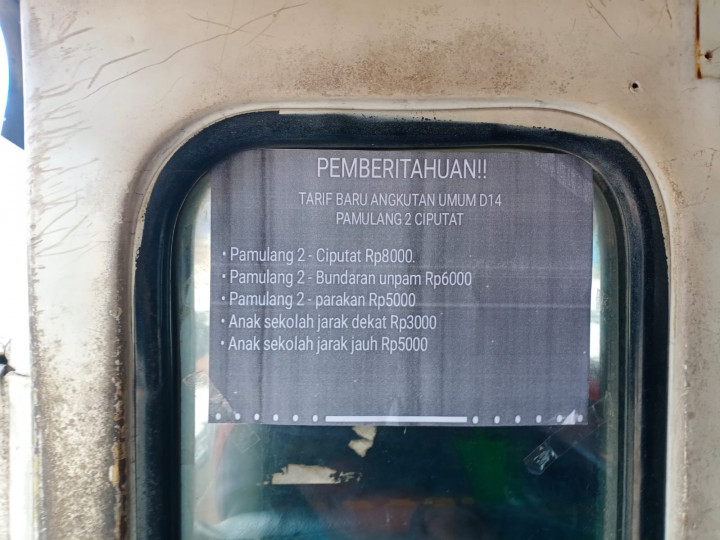 PEMBERITAHUAN!!
TARIF BARU ANGKUTAN UMUM D14
PAMULANG 2 CIPUTAT
• Pamulang 2 - Ciputat Rp8000.
• Pamulang 2 - Bundaran unpam Rp6000
• Pamulang 2 - parakan Rp5000
• Anak sekolah jarak dekat Rp3000
• Anak sekolah jarak jauh Rp5000